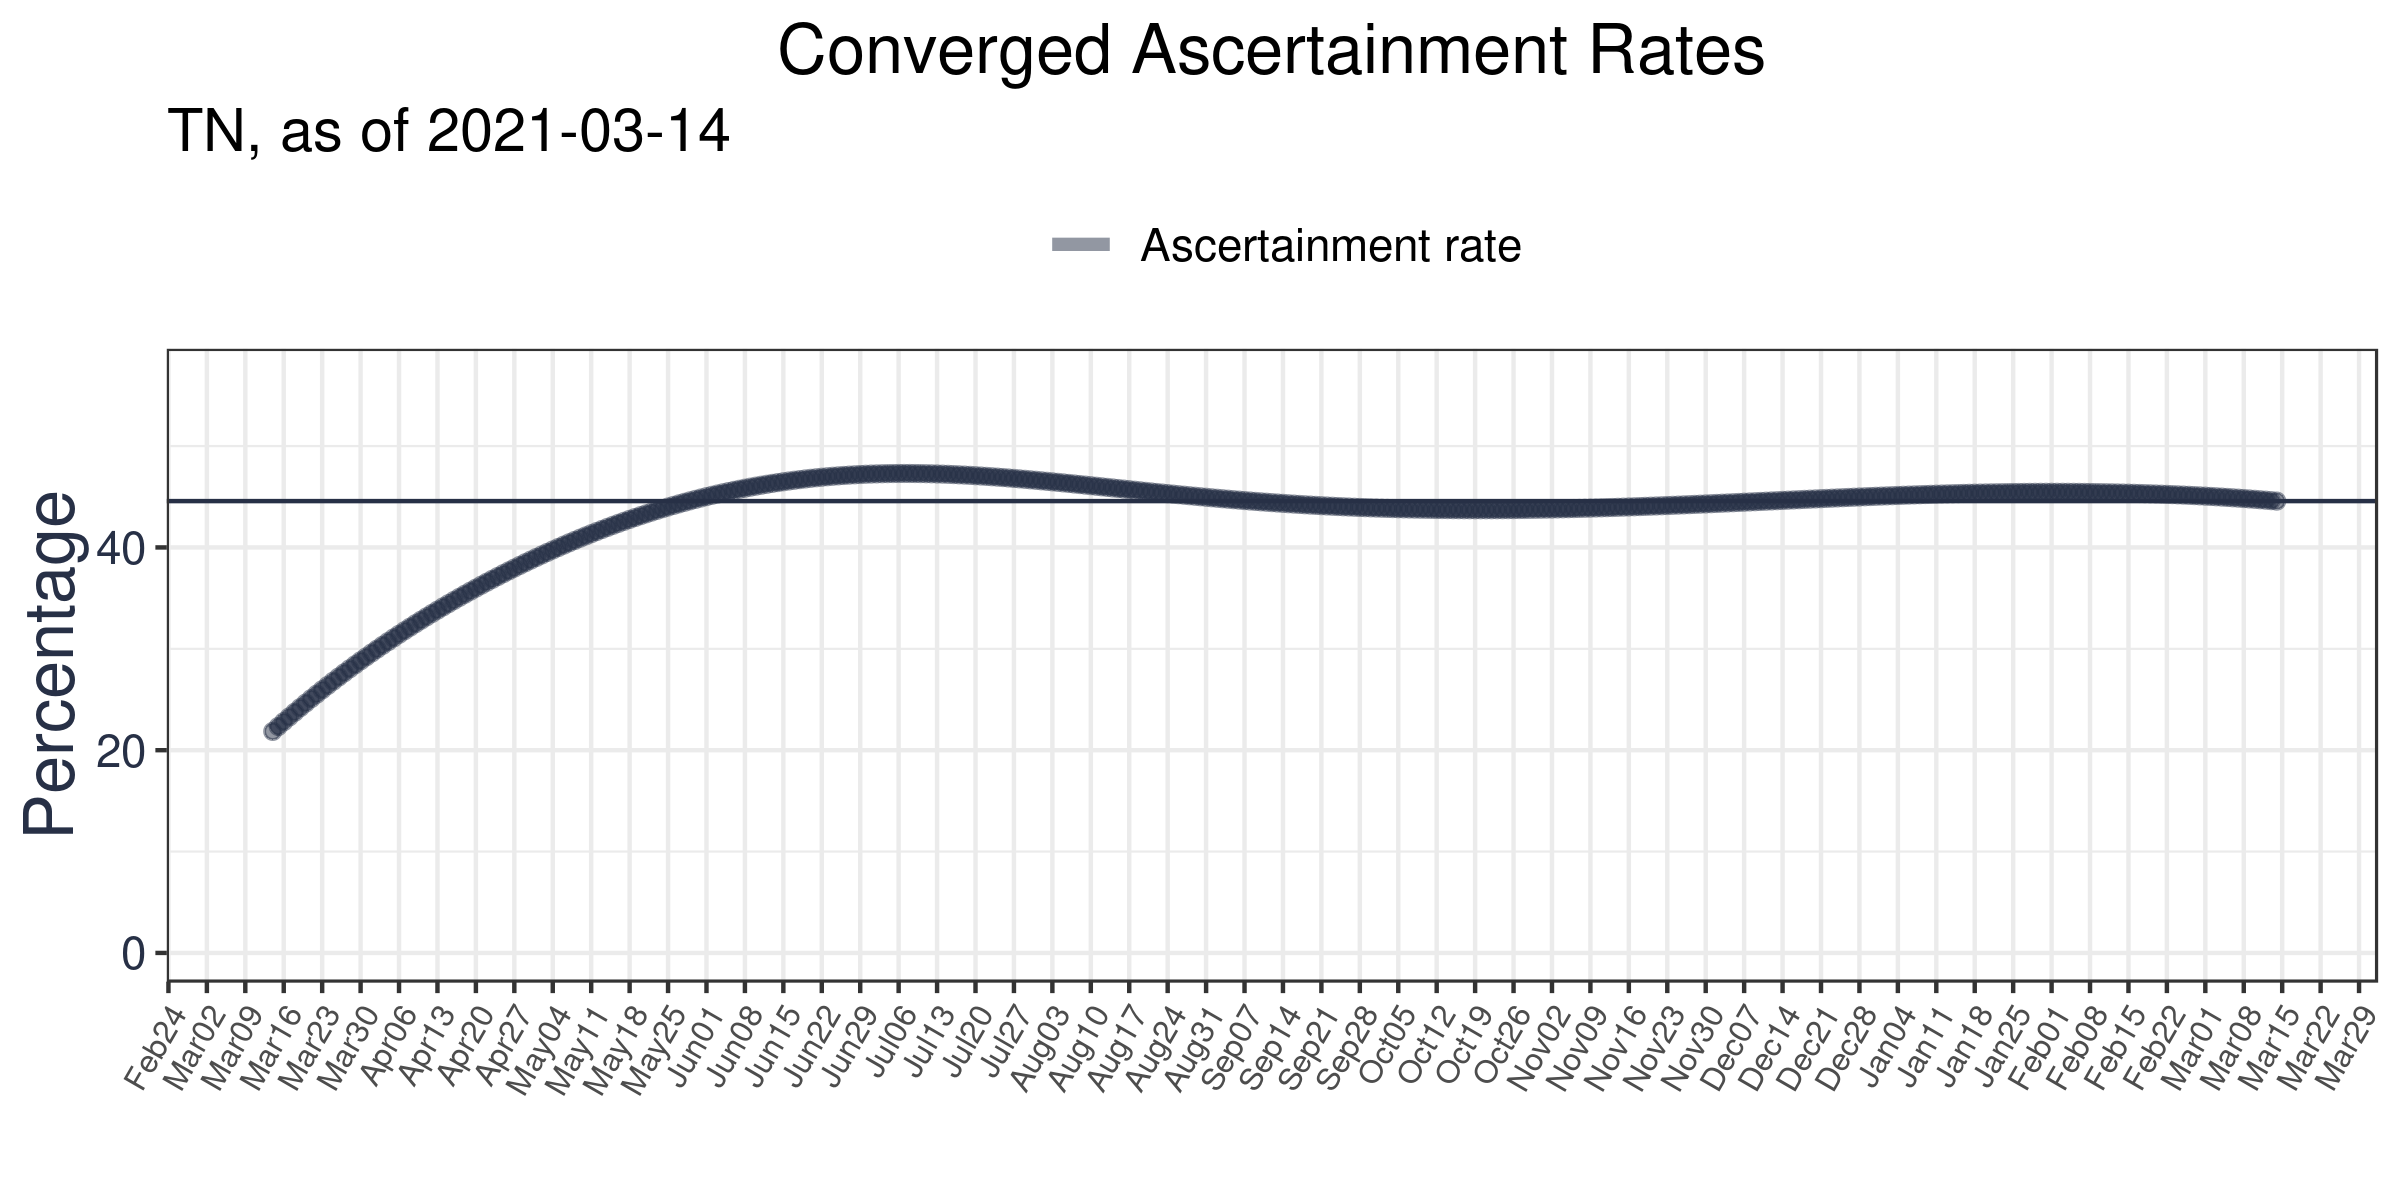 Converged Ascertainment Rates
TN, as of 2021-03-14
Ascertainment rate
Percentage
40
20
0
Feb24
Mar02
Mar09
Mar16
Mar23
Mar30
Apr06
Apr13
Apr20
Apr27
May04
May11
May18
May25
Jun01
Jun08
Jun15
Jun22
Jun29
Jul06
Jul13
Jul20
Jul27
Aug03
Aug10
Aug17
Aug24
Aug31
Sep07
Sep14
Sep21
Sep28
Oct05
Oct12
Oct19
Oct26
Nov02
Nov09
Nov16
Nov23
Nov30
Dec07
Dec14
Dec21
Dec28
Jan04
Jan11
Jan18
Jan25
Feb01
Feb08
Feb15
Feb22
Mar01
Mar08
Mar15
Mar22
Mar29